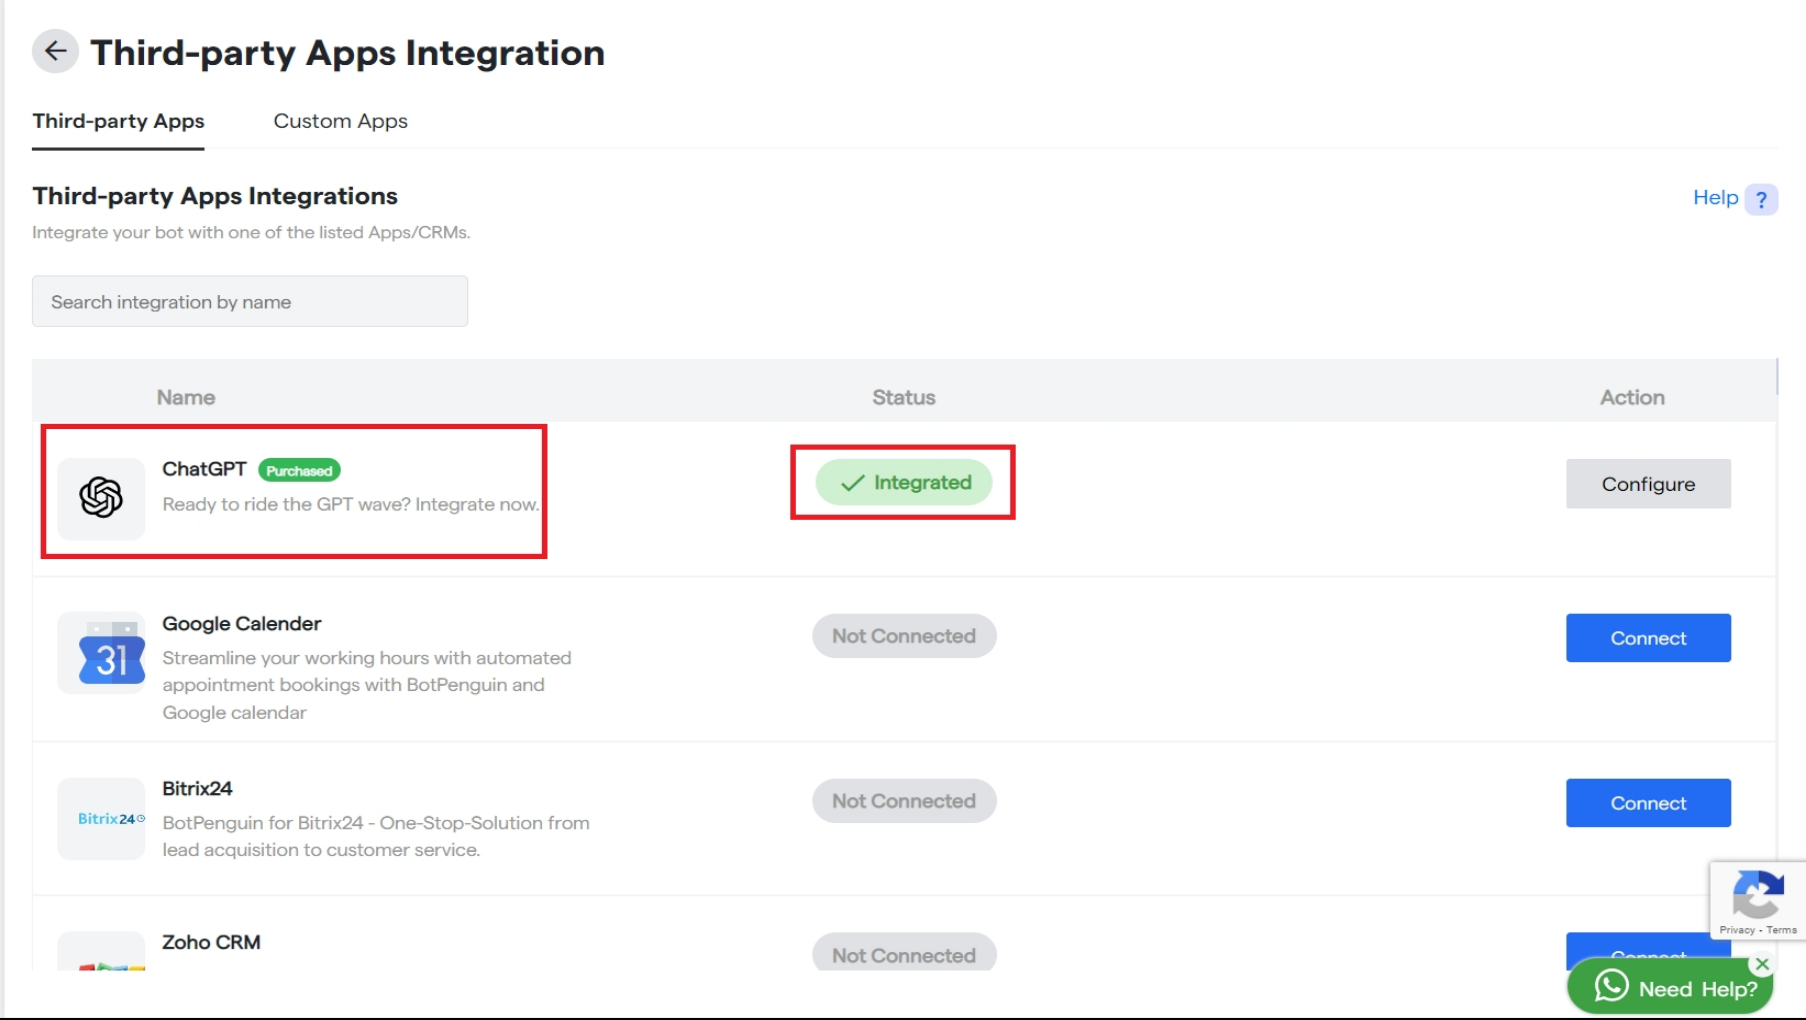 Third-party Apps Integration
Third-party Apps
Custom Apps
Third-party Apps Integrations
Help ?
Integrate your bot with one of the listed Apps/CRMs.
Search integration by name
Name
Status
Action
ChatGPT Purchased
Ready to ride the GPT wave? Integrate now.
Integrated
Configure
31
Google Calender
Streamline your working hours with automated
appointment bookings with BotPenguin and
Google calendar
Not Connected
Connect
Bitrix24
Bitrix24
BotPenguin for Bitrix24 - One-Stop-Solution from
lead acquisition to customer service.
Not Connected
Connect
Privacy - Terms
Zoho CRM
Not Connected
Connect
Need Help?